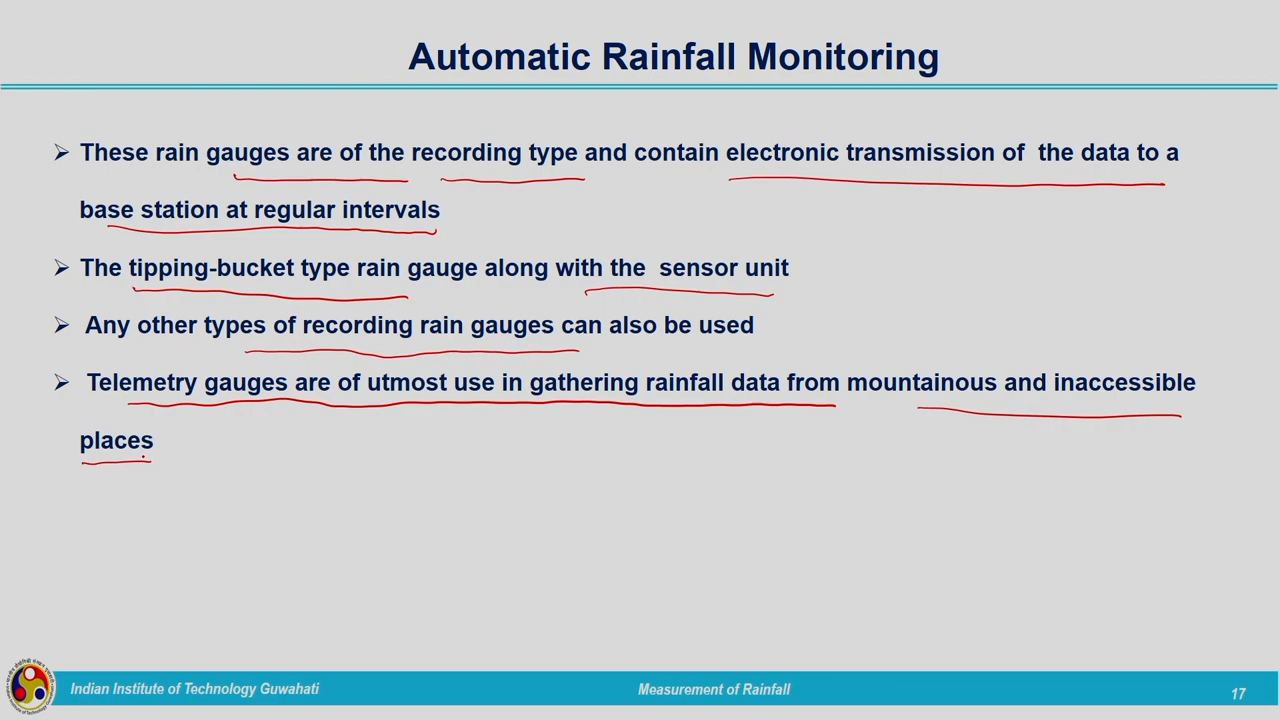 Automatic Rainfall Monitoring
➢ These rain gauges are of the recording type and contain electronic transmission of the data to a
base station at regular intervals
➢ The tipping-bucket type rain gauge along with the sensor unit
➢ Any other types of recording rain gauges can also be used
➢ Telemetry gauges are of utmost use in gathering rainfall data from mountainous and inaccessible
places
Indian Institute of Technology Guwahati
Measurement of Rainfall
17